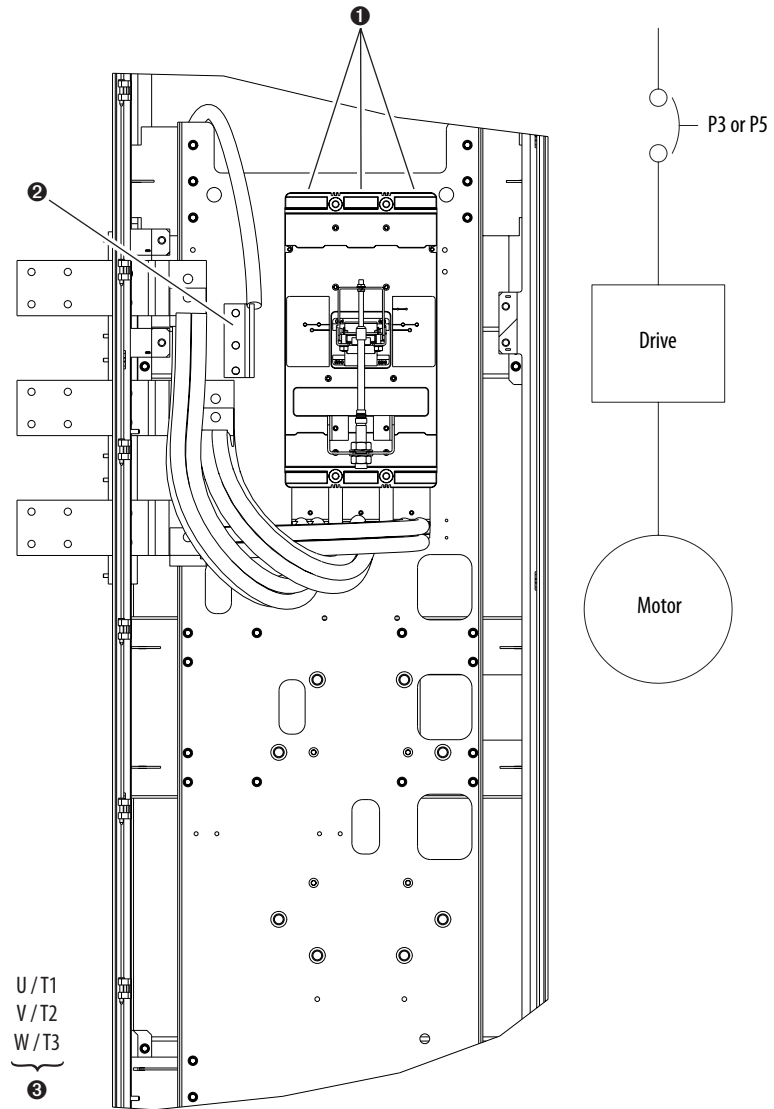 ❶
P3 or P5
❷
Drive
Motor
U / T1
V / T2
W / T3
❸